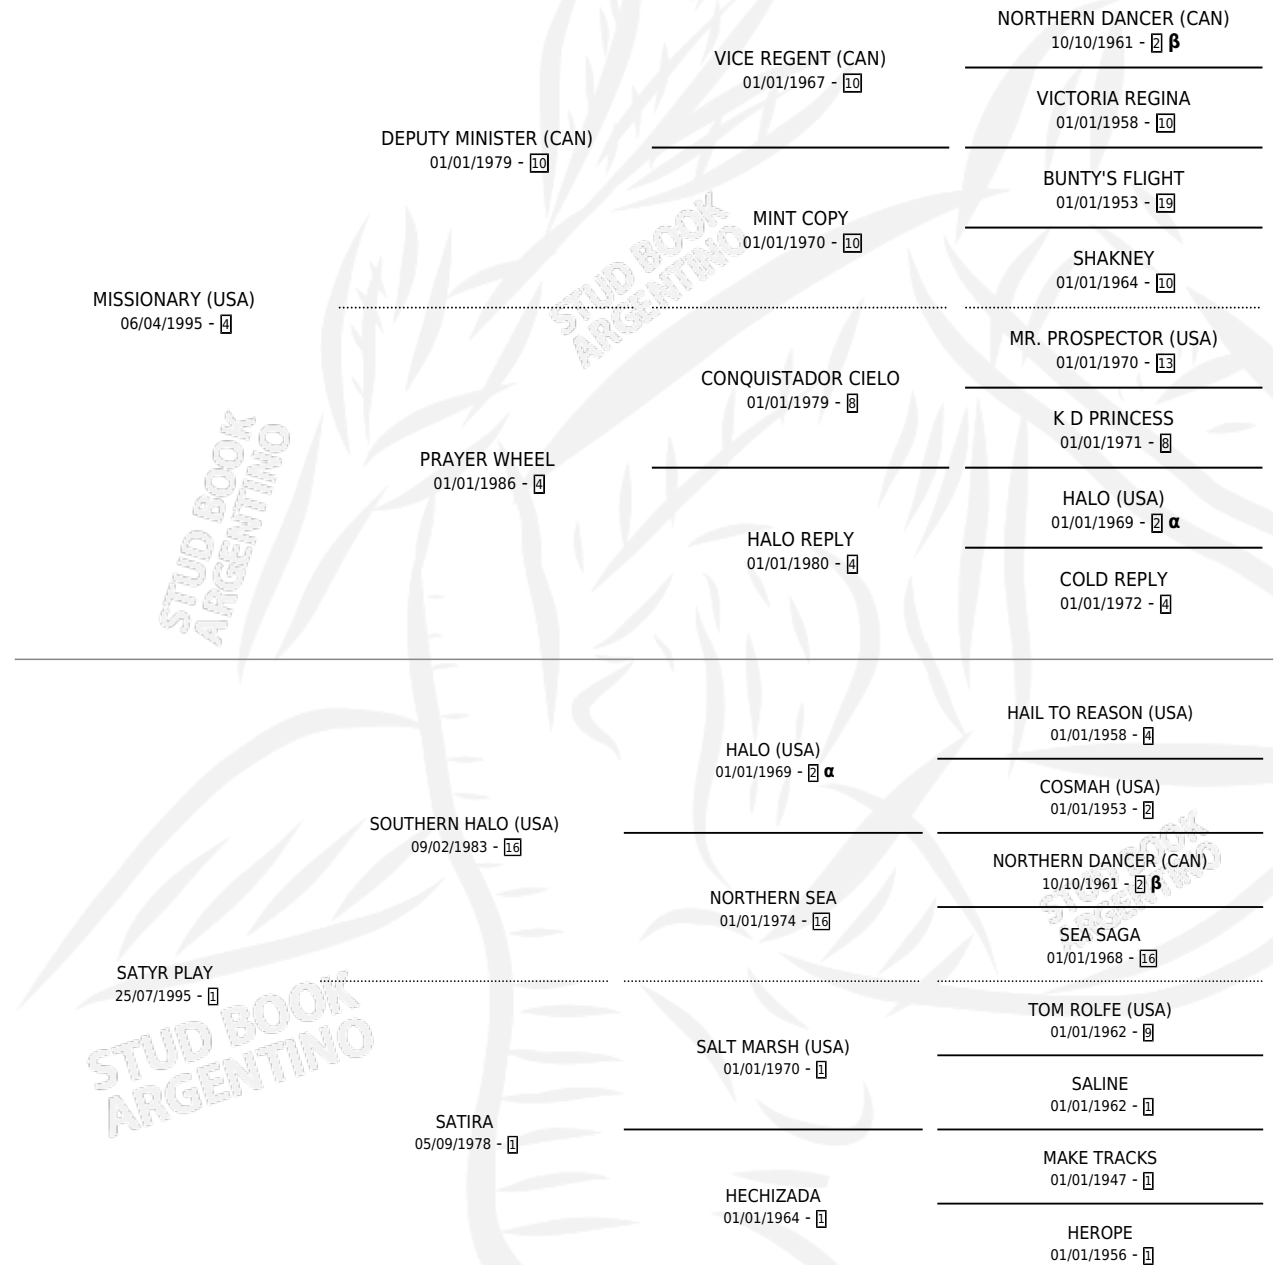 NORTHERN DANCER (CAN)
10/10/1961 - 2 β
VICE REGENT (CAN)
01/01/1967 - 10
VICTORIA REGINA
01/01/1958 - 10
DEPUTY MINISTER (CAN)
01/01/1979 - 10
BUNTY'S FLIGHT
01/01/1953 - 19
MINT COPY
01/01/1970 - 10
SHAKNEY
01/01/1964 - 10
MISSIONARY (USA)
06/04/1995 - 4
MR. PROSPECTOR (USA)
01/01/1970 - 13
CONQUISTADOR CIELO
01/01/1979 - 8
K D PRINCESS
01/01/1971 - 8
PRAYER WHEEL
01/01/1986 - 4
HALO (USA)
01/01/1969 - 2 α
HALO REPLY
01/01/1980 - 4
COLD REPLY
01/01/1972 - 4
HAIL TO REASON (USA)
01/01/1958 - 4
HALO (USA)
01/01/1969 - 2 α
COSMAH (USA)
01/01/1953 - 2
SOUTHERN HALO (USA)
09/02/1983 - 16
NORTHERN DANCER (CAN)
10/10/1961 - 2 β
NORTHERN SEA
01/01/1974 - 16
SEA SAGA
01/01/1968 - 16
SATYR PLAY
25/07/1995 - 1
TOM ROLFE (USA)
01/01/1962 - 9
SALT MARSH (USA)
01/01/1970 - 1
SALINE
01/01/1962 - 1
SATIRA
05/09/1978 - 1
MAKE TRACKS
01/01/1947 - 1
HECHIZADA
01/01/1964 - 1
HEROPE
01/01/1956 - 1
STUD BOOK
ARGENTINO
STUD BOOK
ARGENTINO
STUD BOOK
ARGENTINO
STUD BOOK
ARGENTINO